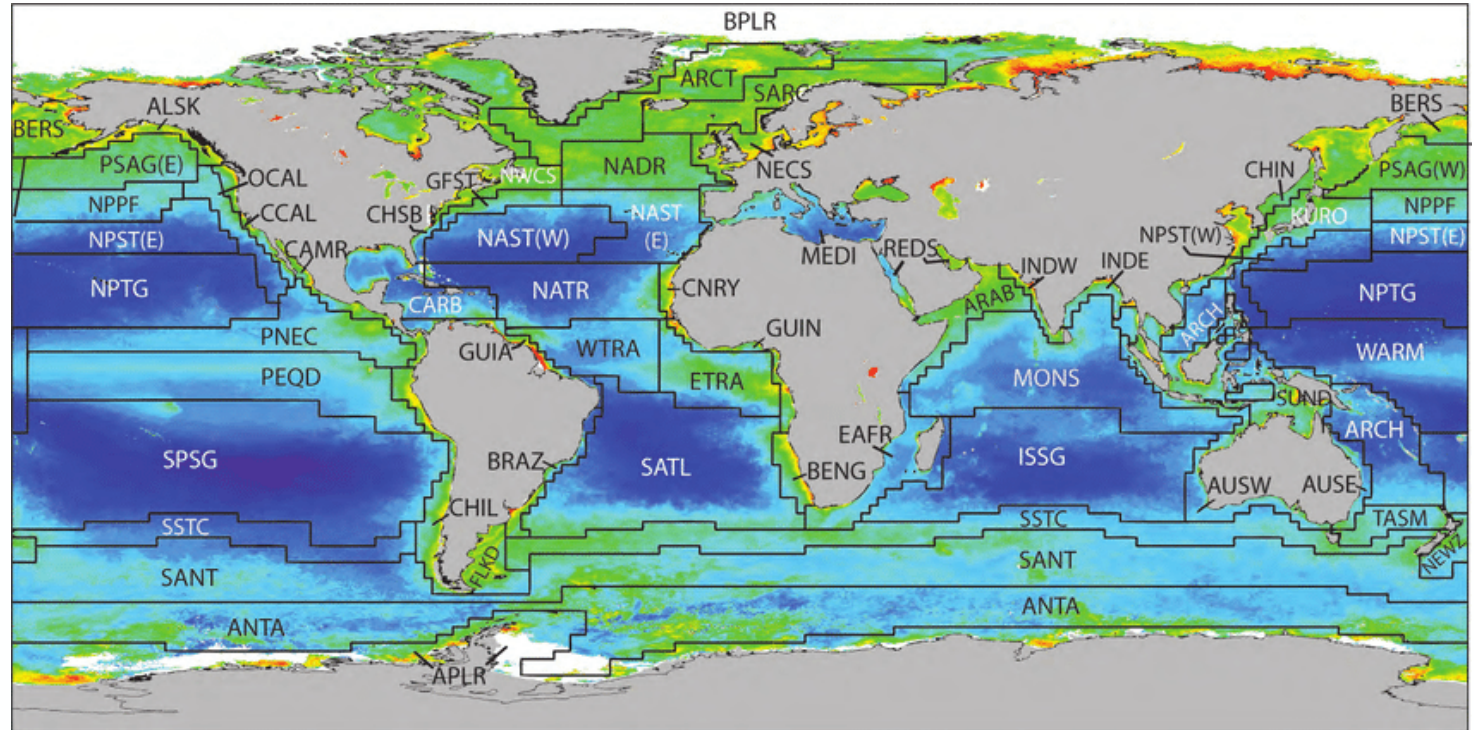 BPLR
ARCT
SARC
ALSK
BERS
BERS
PSAG(E)
OCAL
NPPF
CCAL
NPST(E)
CAMR
NPTG
GFST
NWCS
NADR
NECS
CHSB
NAST(W)
NAST
(E)
MEDI
REDS
CHIN
KURO
PSAG(W)
NPPF
NPST(W)
NPST(E)
INDW
INDE
NPTG
CARB
NATR
CNRY
ARAB
ARCH
PNEC
GUIA
WTRA
GUIN
WARM
PEQD
ETRA
MONS
SUND
ARCH
SPSG
BRAZ
SATL
EAFR
BENG
ISSG
AUSW
AUSE
CHIL
SSTC
SSTC
TASM
FLKD
NEWZ
SANT
SANT
ANTA
ANTA
APLR